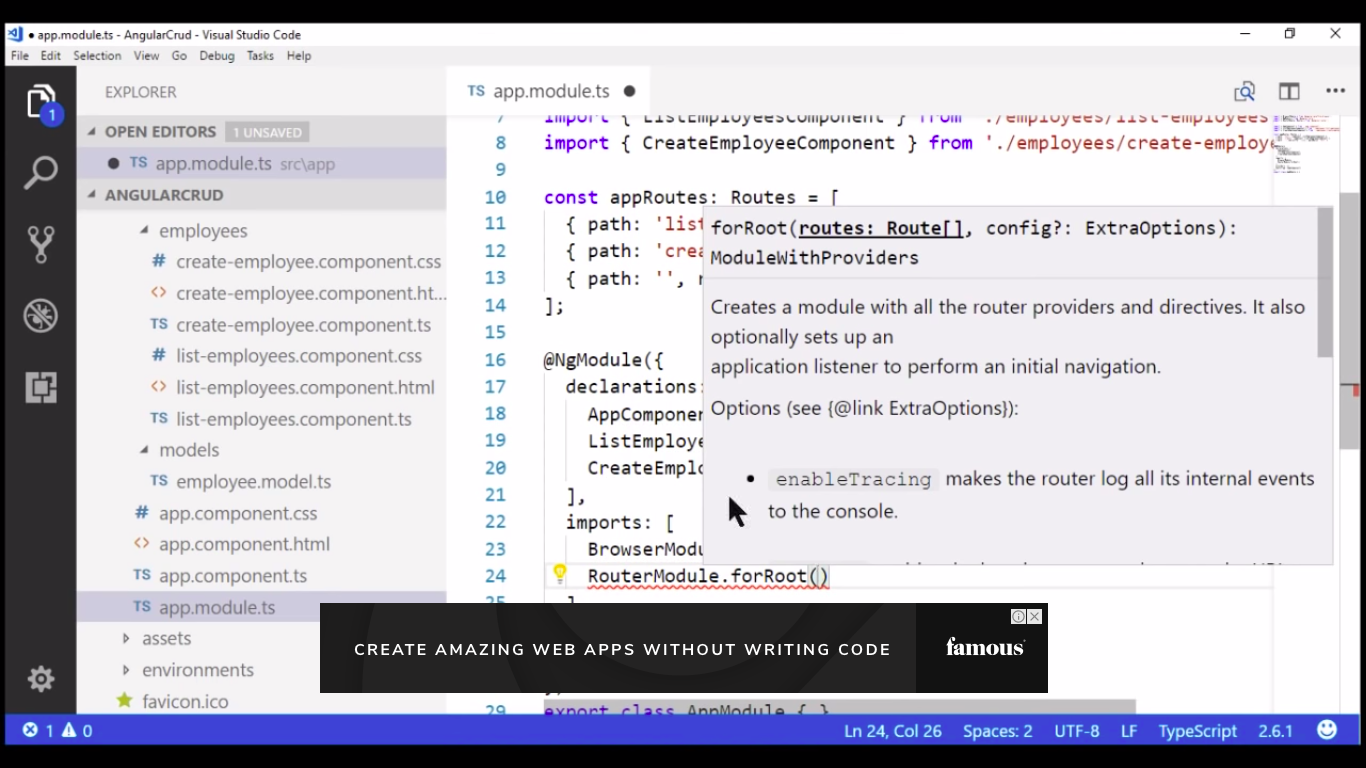 app.module.ts - AngularCrud - Visual Studio Code
File Edit Selection View Go Debug Tasks Help
1
EXPLORER
OPEN EDITORS 1 UNSAVED
TS app.module.ts src\app
ANGULARCRUD
employees
# create-employee.component.css
<> create-employee.component.ht...
TS create-employee.component.ts
# list-employees.component.css
<> list-employees.component.html
TS list-employees.component.ts
models
TS employee.model.ts
# app.component.css
<> app.component.html
TS app.component.ts
TS app.module.ts
assets
environments
favicon.ico
TS app.module.ts
7 import { ListEmployeesComponent } from './employees/list-employees
8 import { CreateEmployeeComponent } from './employees/create-employe
9
10 const appRoutes: Routes = [
11 { path: 'list
12 { path: 'crea
13 { path: '', r
14 ];
15
16 @NgModule({
17 declarations:
18 AppComponen
19 ListEmploye
20 CreateEmplo
21 ],
22 imports: [
23 BrowserModu
24 RouterModule.forRoot()
25 ]
29 export class AppModule { }
forRoot(routes: Route[], config?: ExtraOptions):
ModuleWithProviders
Creates a module with all the router providers and directives. It also
optionally sets up an
application listener to perform an initial navigation.
Options (see {@link ExtraOptions}):
• enableTracing makes the router log all its internal events
to the console.
CREATE AMAZING WEB APPS WITHOUT WRITING CODE
famous
1 0
Ln 24, Col 26 Spaces: 2 UTF-8 LF TypeScript 2.6.1